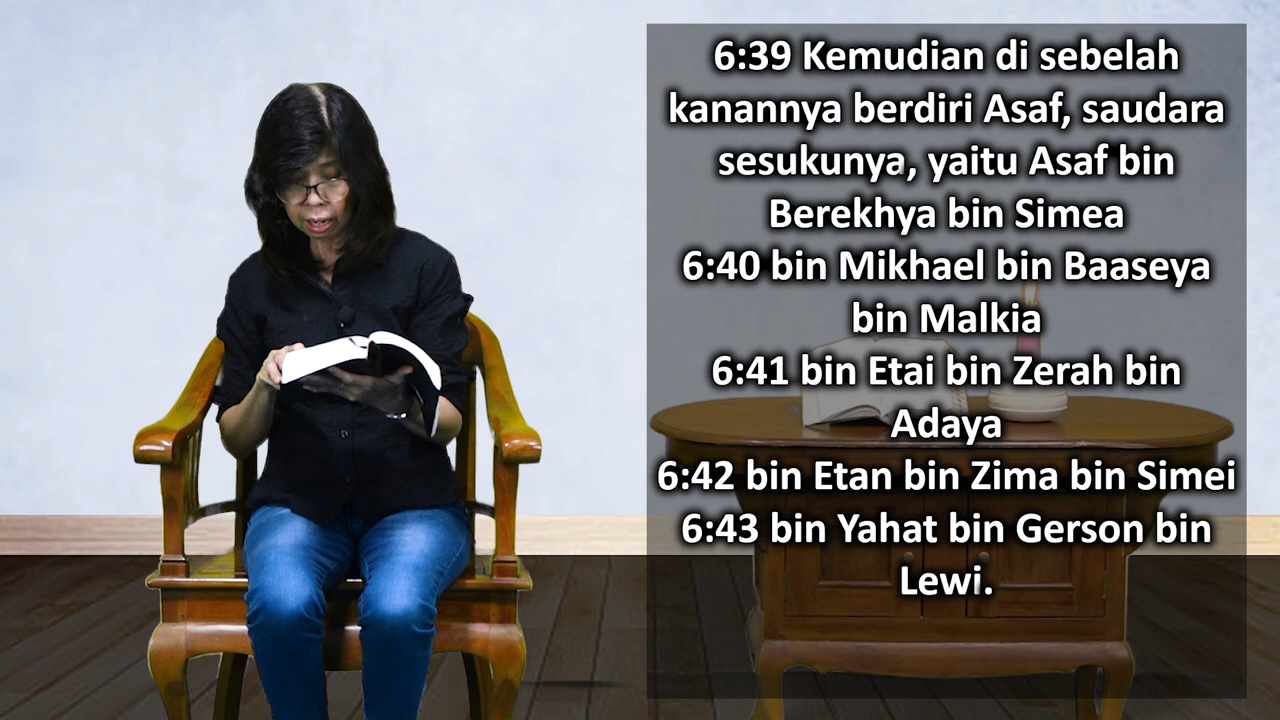 6:39 Kemudian di sebelah
kanannya berdiri Asaf, saudara
sesukunya, yaitu Asaf bin
Berekhya bin Simea
6:40 bin Mikhael bin Baaseya
bin Malkia
6:41 bin Etai bin Zerah bin
Adaya
6:42 bin Etan bin Zima bin Simei
6:43 bin Yahat bin Gerson bin
Lewi.